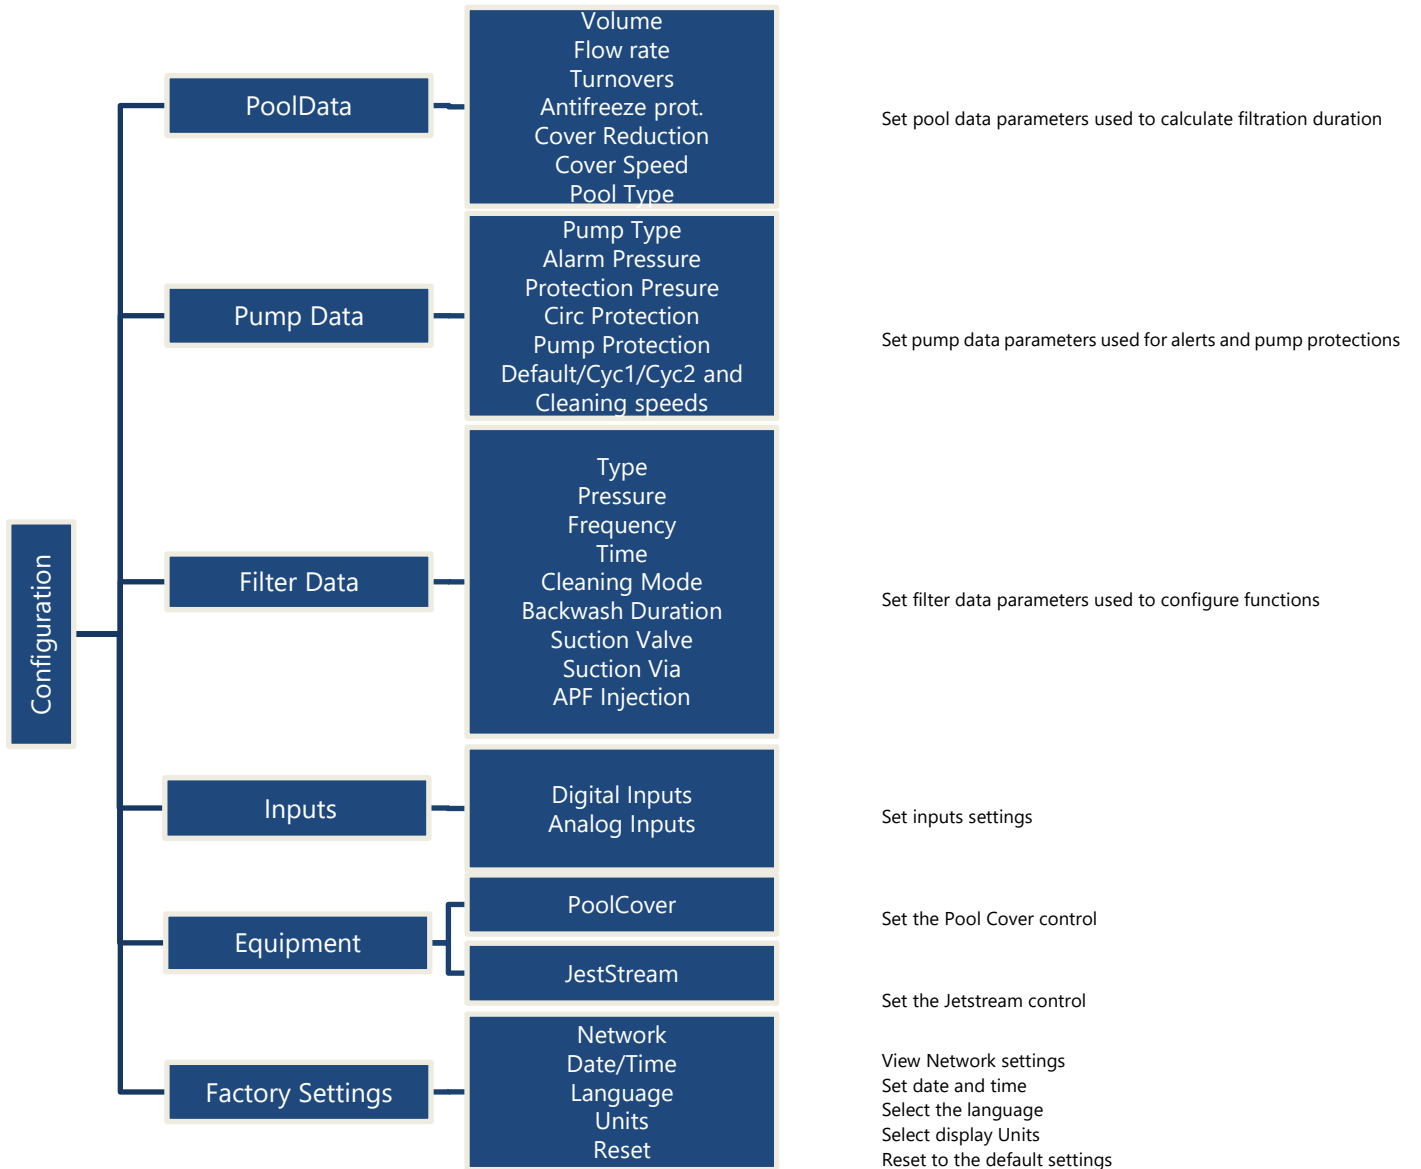 Configuration
PoolData
Volume
Flow rate
Turnovers
Antifreeze prot.
Cover Reduction
Cover Speed
Pool Type
Set pool data parameters used to calculate filtration duration
Pump Data
Pump Type
Alarm Pressure
Protection Presure
Circ Protection
Pump Protection
Default/Cyc1/Cyc2 and
Cleaning speeds
Set pump data parameters used for alerts and pump protections
Filter Data
Type
Pressure
Frequency
Time
Cleaning Mode
Backwash Duration
Suction Valve
Suction Via
APF Injection
Set filter data parameters used to configure functions
Inputs
Digital Inputs
Analog Inputs
Set inputs settings
Equipment
PoolCover
Set the Pool Cover control
JestStream
Set the Jetstream control
Factory Settings
Network
Date/Time
Language
Units
Reset
View Network settings
Set date and time
Select the language
Select display Units
Reset to the default settings